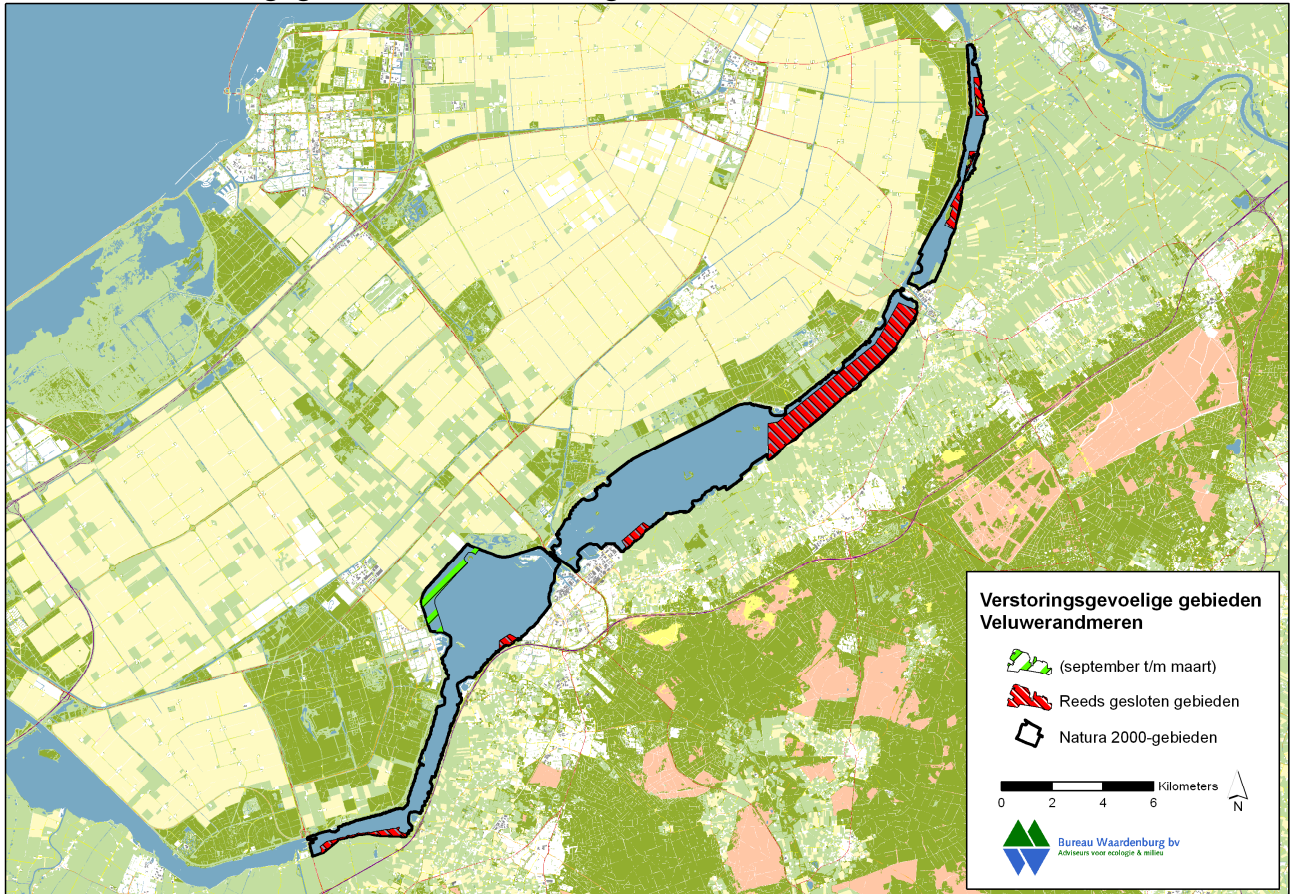 Verstoringsgevoelige gebieden
Veluwerandmeren
(september t/m maart)
Reeds gesloten gebieden
Natura 2000-gebieden
Kilometers
0 2 4 6
N
Bureau Waardenburg bv
Adviseurs voor ecologie & milieu